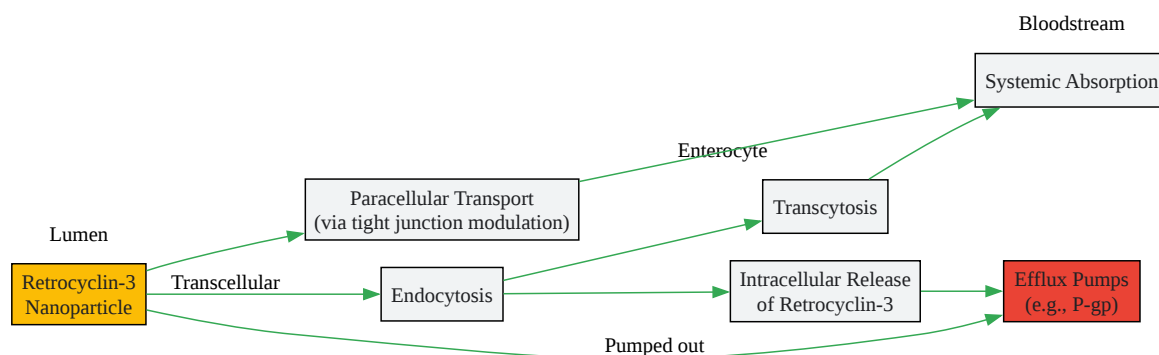 Bloodstream
Systemic Absorption
Enterocyte
Paracellular Transport
(via tight junction modulation)
Transcytosis
Lumen
Retrocyclin-3
Nanoparticle
Transcellular
Endocytosis
Intracellular Release
of Retrocyclin-3
Efflux Pumps
(e.g., P-gp)
Pumped out